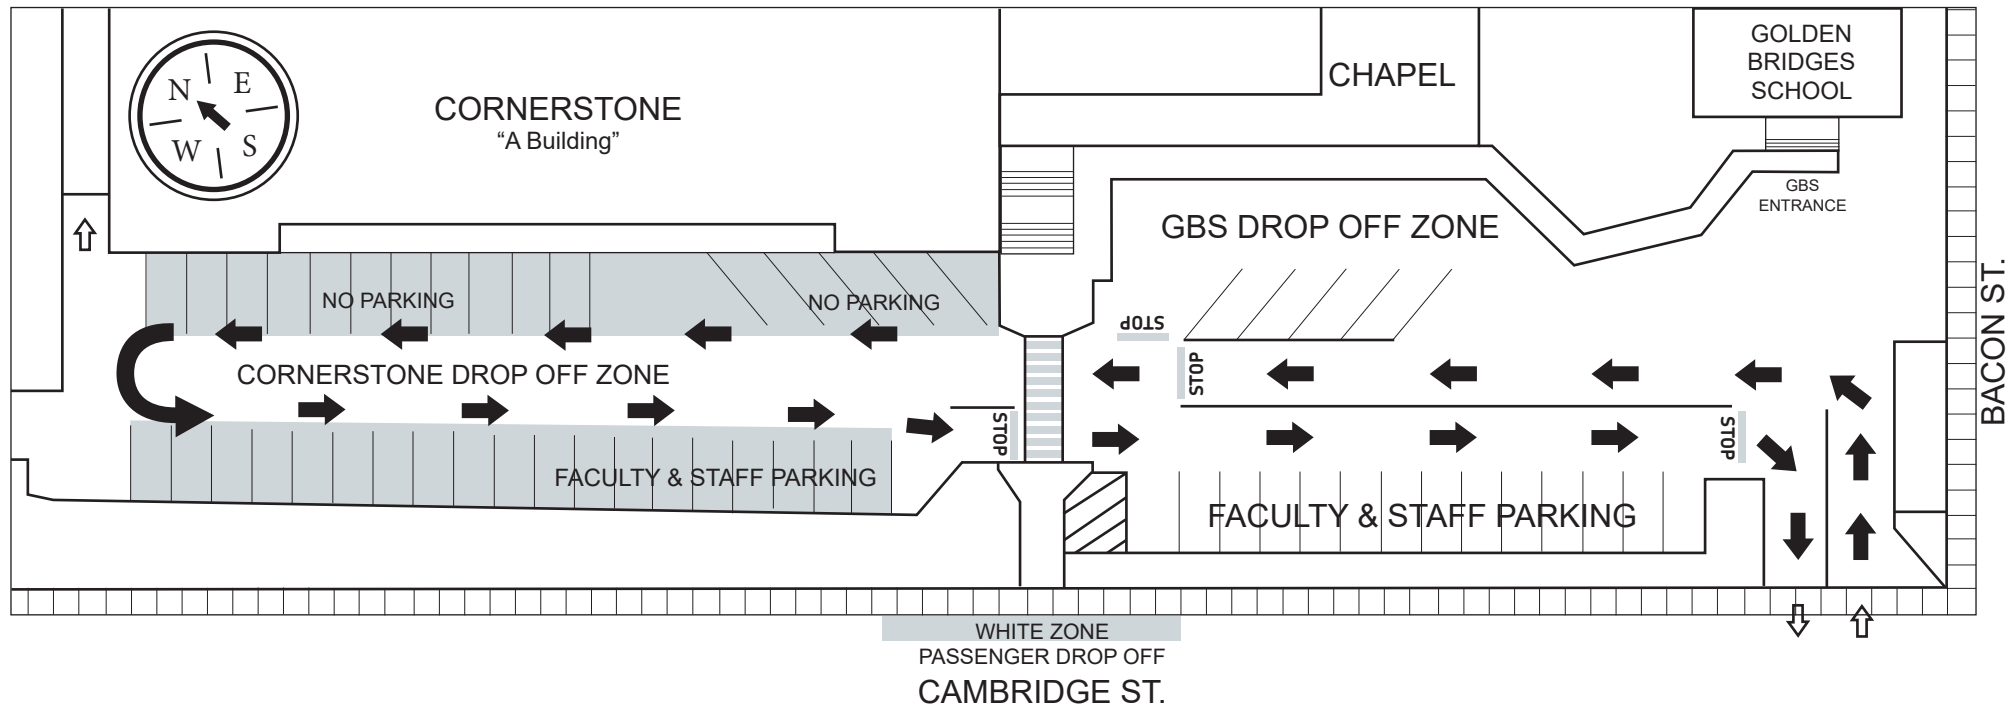 N
E
W
S
CORNERSTONE
“A Building”
CHAPEL
GOLDEN
BRIDGES
SCHOOL
GBS
ENTRANCE
GBS DROP OFF ZONE
NO PARKING
NO PARKING
STOP
STOP
CORNERSTONE DROP OFF ZONE
STOP
STOP
FACULTY & STAFF PARKING
FACULTY & STAFF PARKING
BACON ST.
WHITE ZONE
PASSENGER DROP OFF
CAMBRIDGE ST.